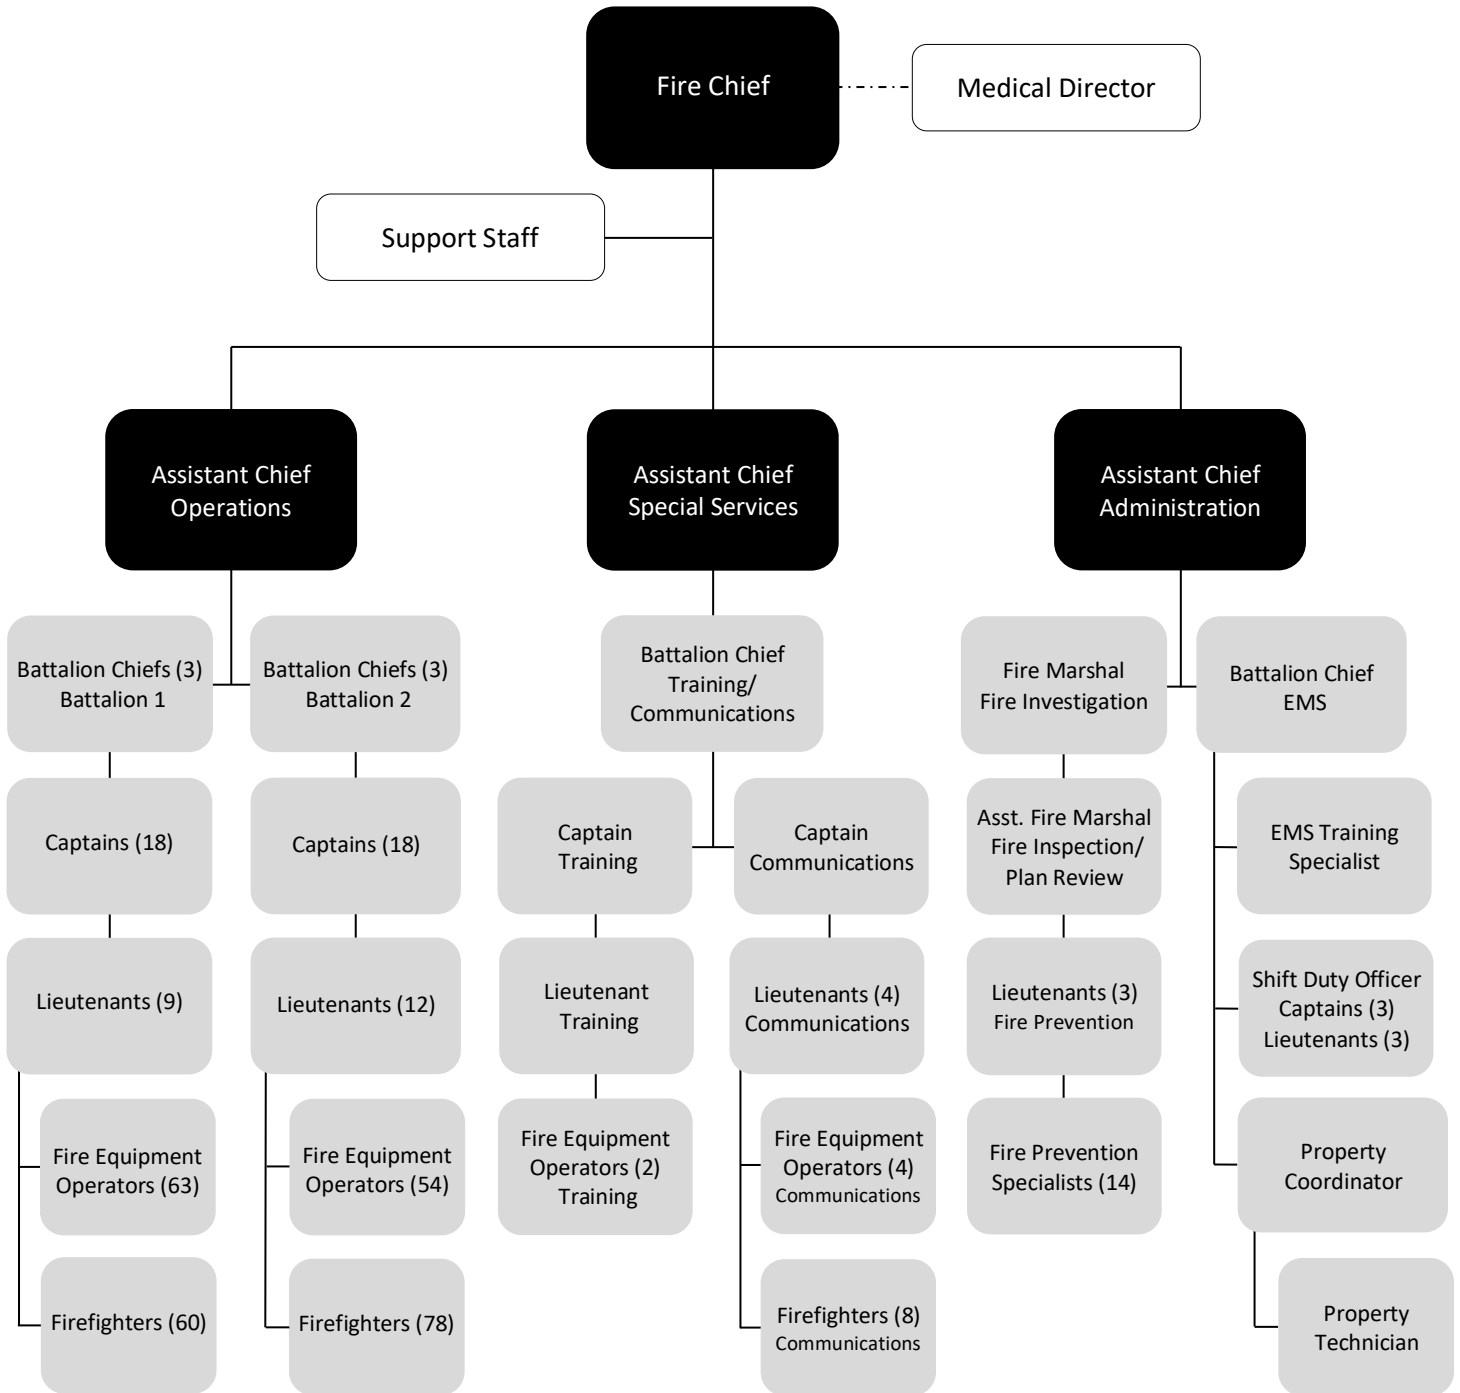 Fire Chief
Medical Director
Support Staff
Assistant Chief
Operations
Assistant Chief
Special Services
Assistant Chief
Administration
Battalion Chiefs (3)
Battalion 1
Battalion Chiefs (3)
Battalion 2
Battalion Chief
Training/
Communications
Fire Marshal
Fire Investigation
Battalion Chief
EMS
Captains (18)
Captains (18)
Captain
Training
Captain
Communications
Asst. Fire Marshal
Fire Inspection/
Plan Review
EMS Training
Specialist
Lieutenants (9)
Lieutenants (12)
Lieutenant
Training
Lieutenants (4)
Communications
Lieutenants (3)
Fire Prevention
Shift Duty Officer
Captains (3)
Lieutenants (3)
Fire Equipment
Operators (63)
Fire Equipment
Operators (54)
Fire Equipment
Operators (2)
Training
Fire Equipment
Operators (4)
Communications
Fire Prevention
Specialists (14)
Property
Coordinator
Firefighters (60)
Firefighters (78)
Firefighters (8)
Communications
Property
Technician